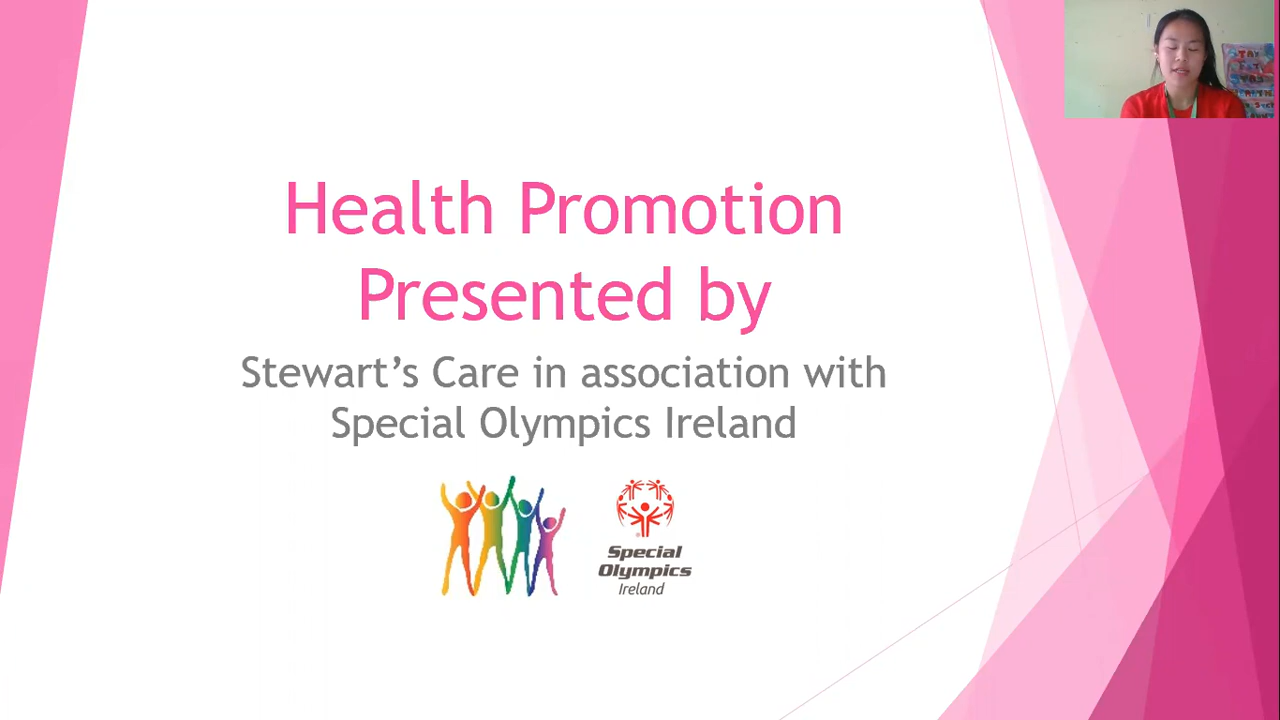 Health Promotion
Presented by
Stewart’s Care in association with
Special Olympics Ireland
Special
Olympics
Ireland